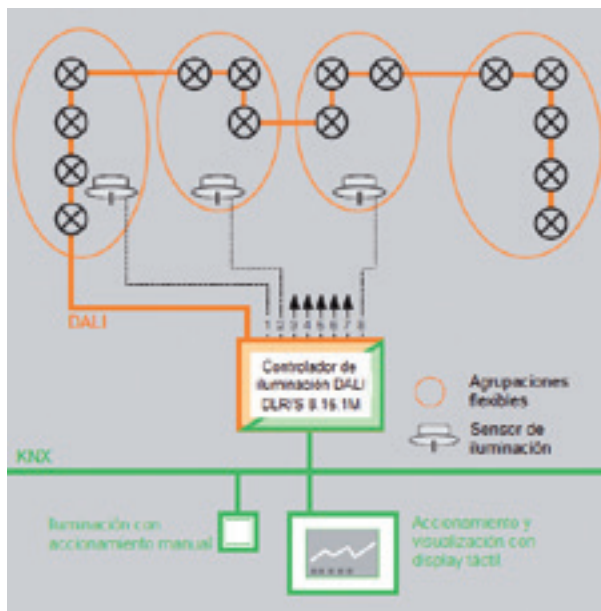 DALI
1 2 3 4 5 6 7 8
Controlador de
iluminación DALI
DLR/S 8.16.1M
Agrupaciones
flexibles
Sensor de
iluminación
KNX
Iluminación con
accionamiento manual
Accionamiento y
visualización con
display táctil